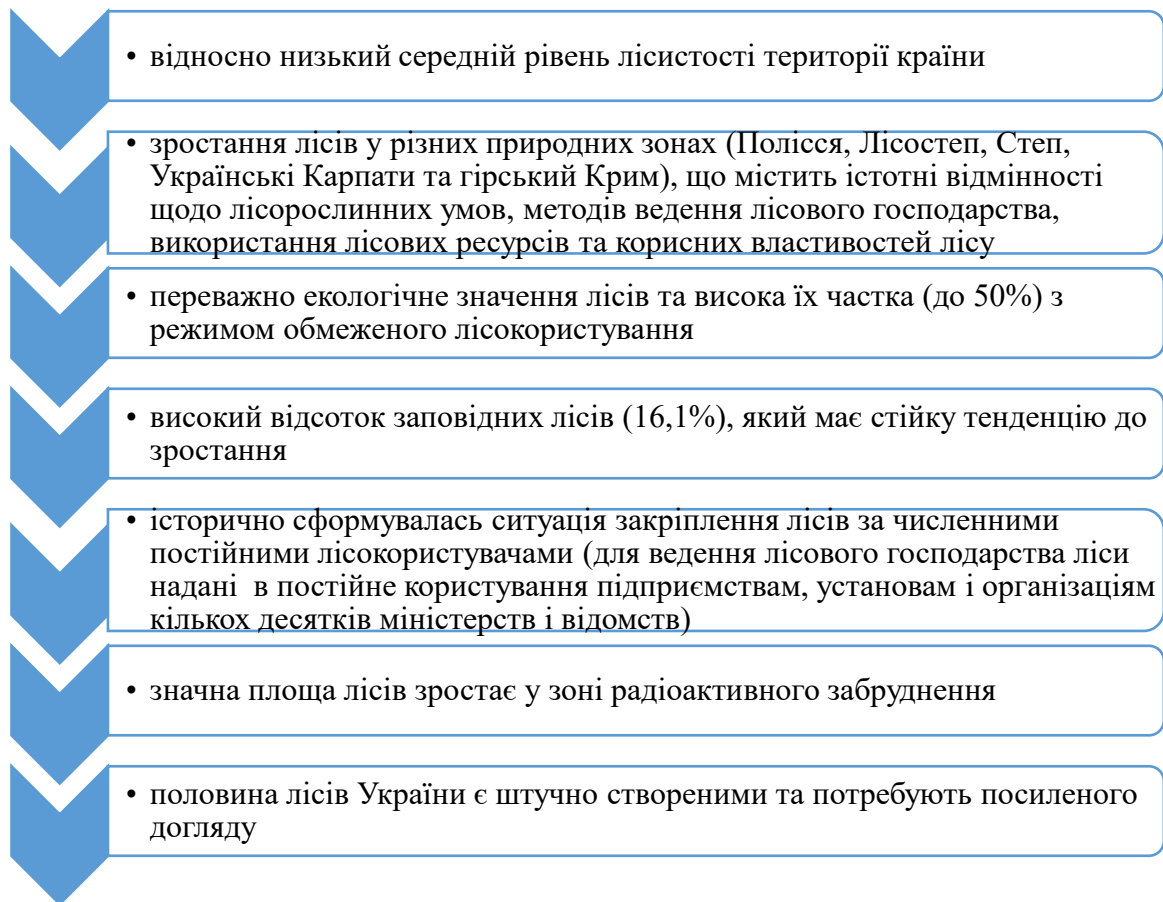 • відносно низький середній рівень лісистості території країни
• зростання лісів у різних природних зонах (Полісся, Лісостеп, Степ,
Українські Карпати та гірський Крим), що містить істотні відмінності
щодо лісорослинних умов, методів ведення лісового господарства,
використання лісових ресурсів та корисних властивостей лісу
• переважно екологічне значення лісів та висока їх частка (до 50%) з
режимом обмеженого лісокористування
• високий відсоток заповідних лісів (16,1%), який має стійку тенденцію до
зростання
• історично сформувалась ситуація закріплення лісів за численними
постійними лісокористувачами (для ведення лісового господарства ліси
надані в постійне користування підприємствам, установам і організаціям
кількох десятків міністерств і відомств)
• значна площа лісів зростає у зоні радіоактивного забруднення
• половина лісів України є штучно створеними та потребують посиленого
догляду